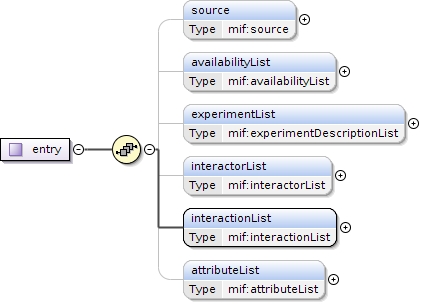 source
Type mif:source
availabilityList
Type mif:availabilityList
experimentList
Type mif:experimentDescriptionList
entry
interactorList
Type mif:interactorList
interactionList
Type mif:interactionList
attributeList
Type mif:attributeList